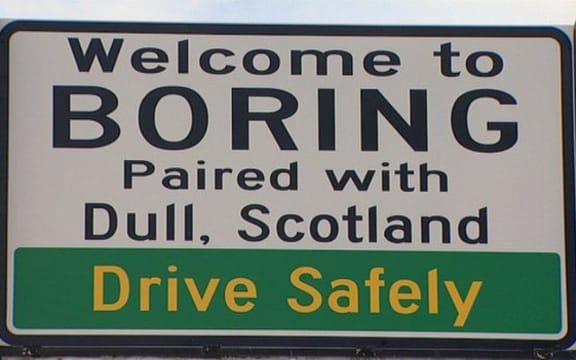 Welcome to
BORING
Paired with
Dull, Scotland
Drive Safely